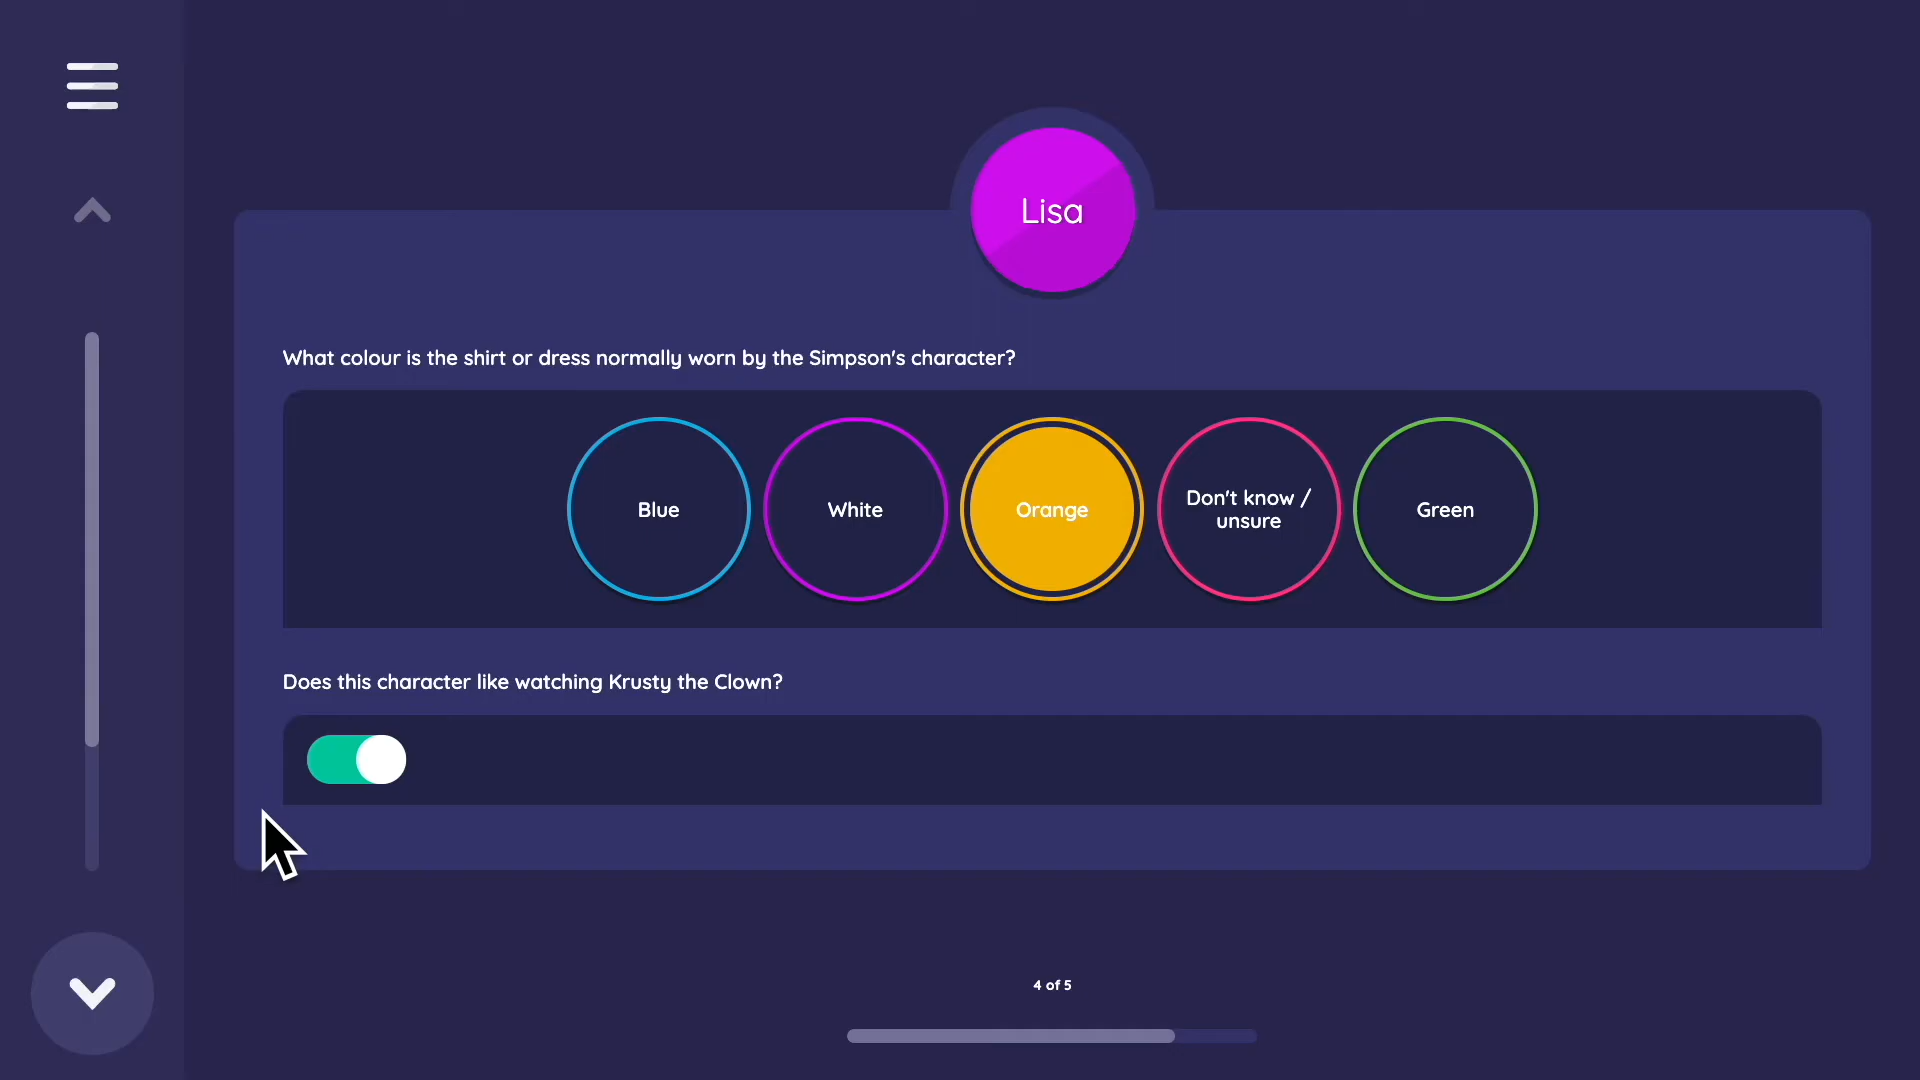 Lisa
What colour is the shirt or dress normally worn by the Simpson's character?
Blue
White
Orange
Don't know /
unsure
Green
Does this character like watching Krusty the Clown?
4 of 5